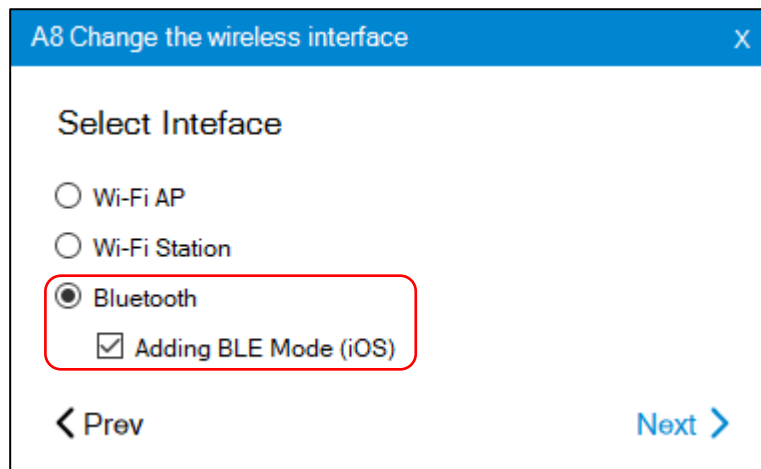 A8 Change the wireless interface X
Select Inteface
Wi-Fi AP
Wi-Fi Station
Bluetooth
Adding BLE Mode (iOS)
Prev Next